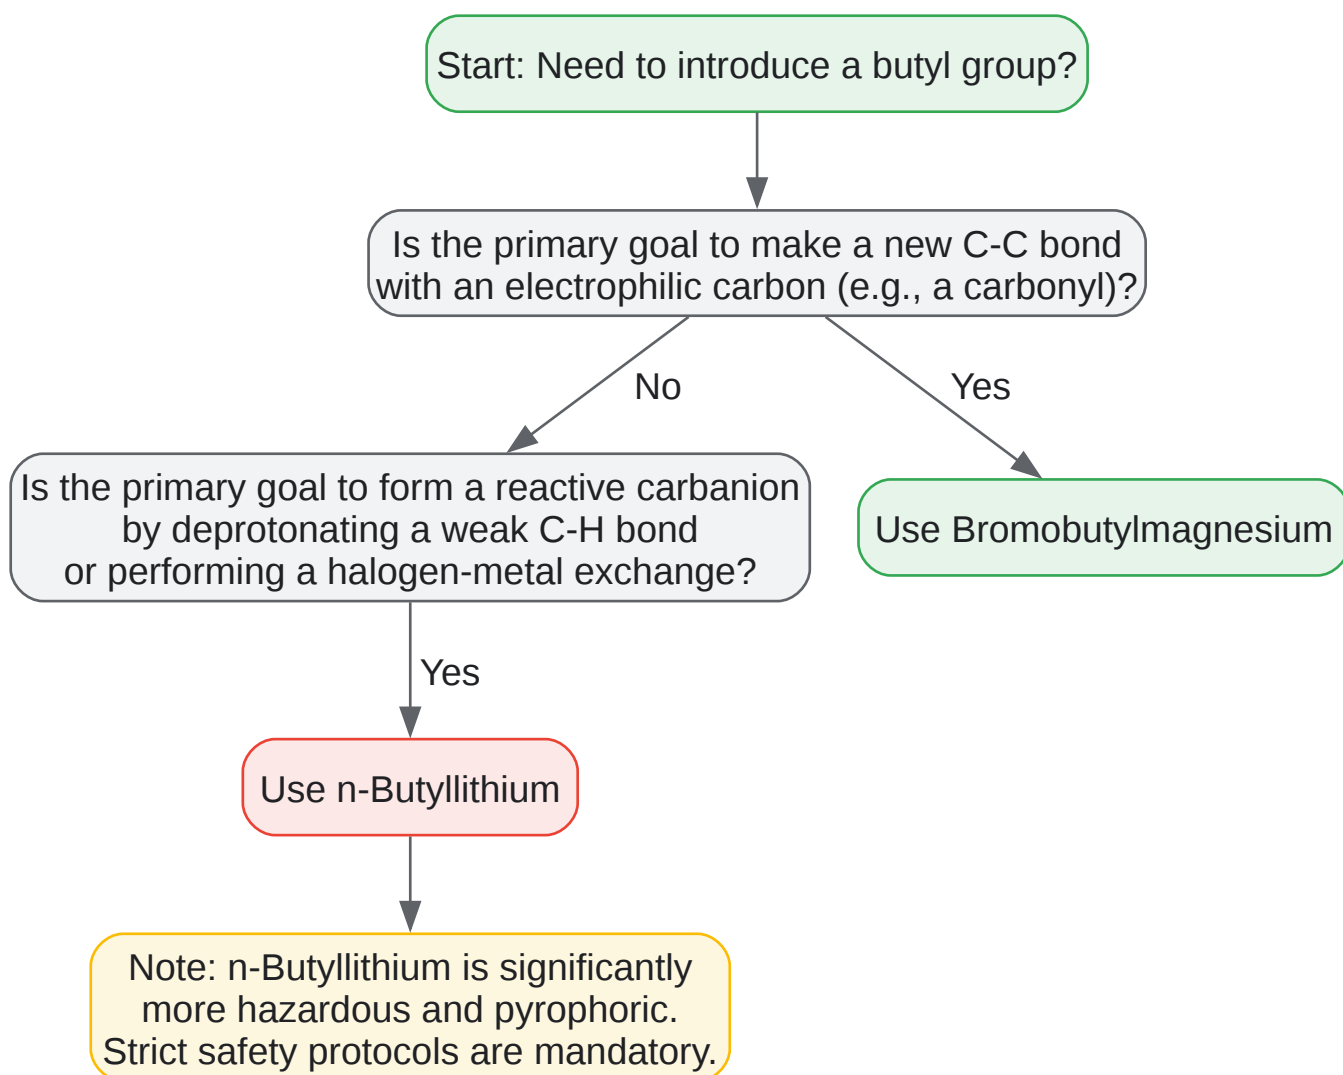 Start: Need to introduce a butyl group?
Is the primary goal to make a new C-C bond
with an electrophilic carbon (e.g., a carbonyl)?
No
Yes
Is the primary goal to form a reactive carbanion
by deprotonating a weak C-H bond
or performing a halogen-metal exchange?
Use Bromobutylmagnesium
Yes
Use n-Butyllithium
Note: n-Butyllithium is significantly
more hazardous and pyrophoric.
Strict safety protocols are mandatory.